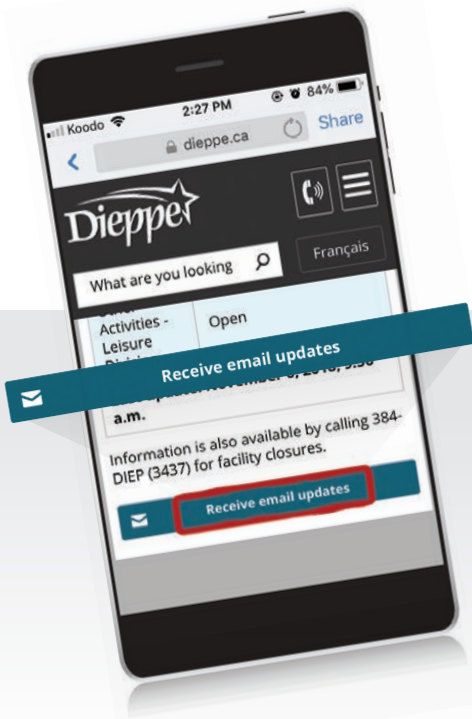 Koodo
2:27 PM
84%
dieppe.ca
Share
Dieppe
What are you looking
Français
Activities -
Leisure
Open
Receive email updates
a.m.
Information is also available by calling 384-
DIEP (3437) for facility closures.
Receive email updates